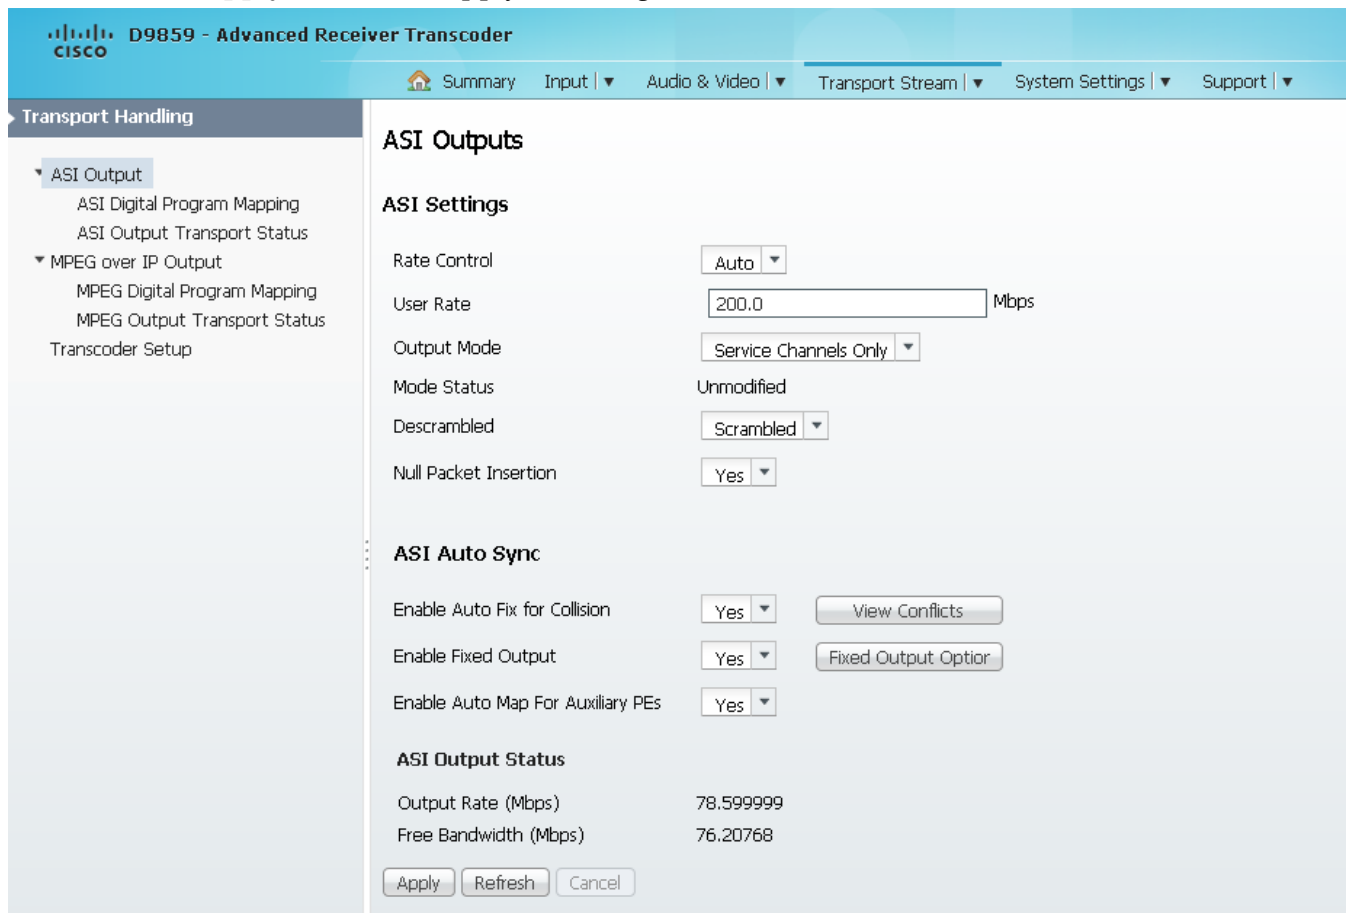 cisco D9859 - Advanced Receiver Transcoder
Summary Input | ▼ Audio & Video | ▼ Transport Stream | ▼ System Settings | ▼ Support | ▼
Transport Handling
ASI Output
ASI Digital Program Mapping
ASI Output Transport Status
MPEG over IP Output
MPEG Digital Program Mapping
MPEG Output Transport Status
Transcoder Setup
ASI Outputs
ASI Settings
Rate Control Auto
User Rate 200.0 Mbps
Output Mode Service Channels Only
Mode Status Unmodified
Descrambled Scrambled
Null Packet Insertion Yes
ASI Auto Sync
Enable Auto Fix for Collision Yes View Conflicts
Enable Fixed Output Yes Fixed Output Optior
Enable Auto Map For Auxiliary PEs Yes
ASI Output Status
Output Rate (Mbps) 78.599999
Free Bandwidth (Mbps) 76.20768
Apply Refresh Cancel